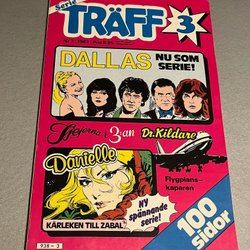 Serie
TRÄFF 3
DALLAS NU SOM
SERIE!
Tjejerna i 3:an Dr. Kildare
Danielle
Flygplans-
kaparen
NY
spännande
serie!
KÄRLEKEN TILL ZABAL
100
sidor
938-3